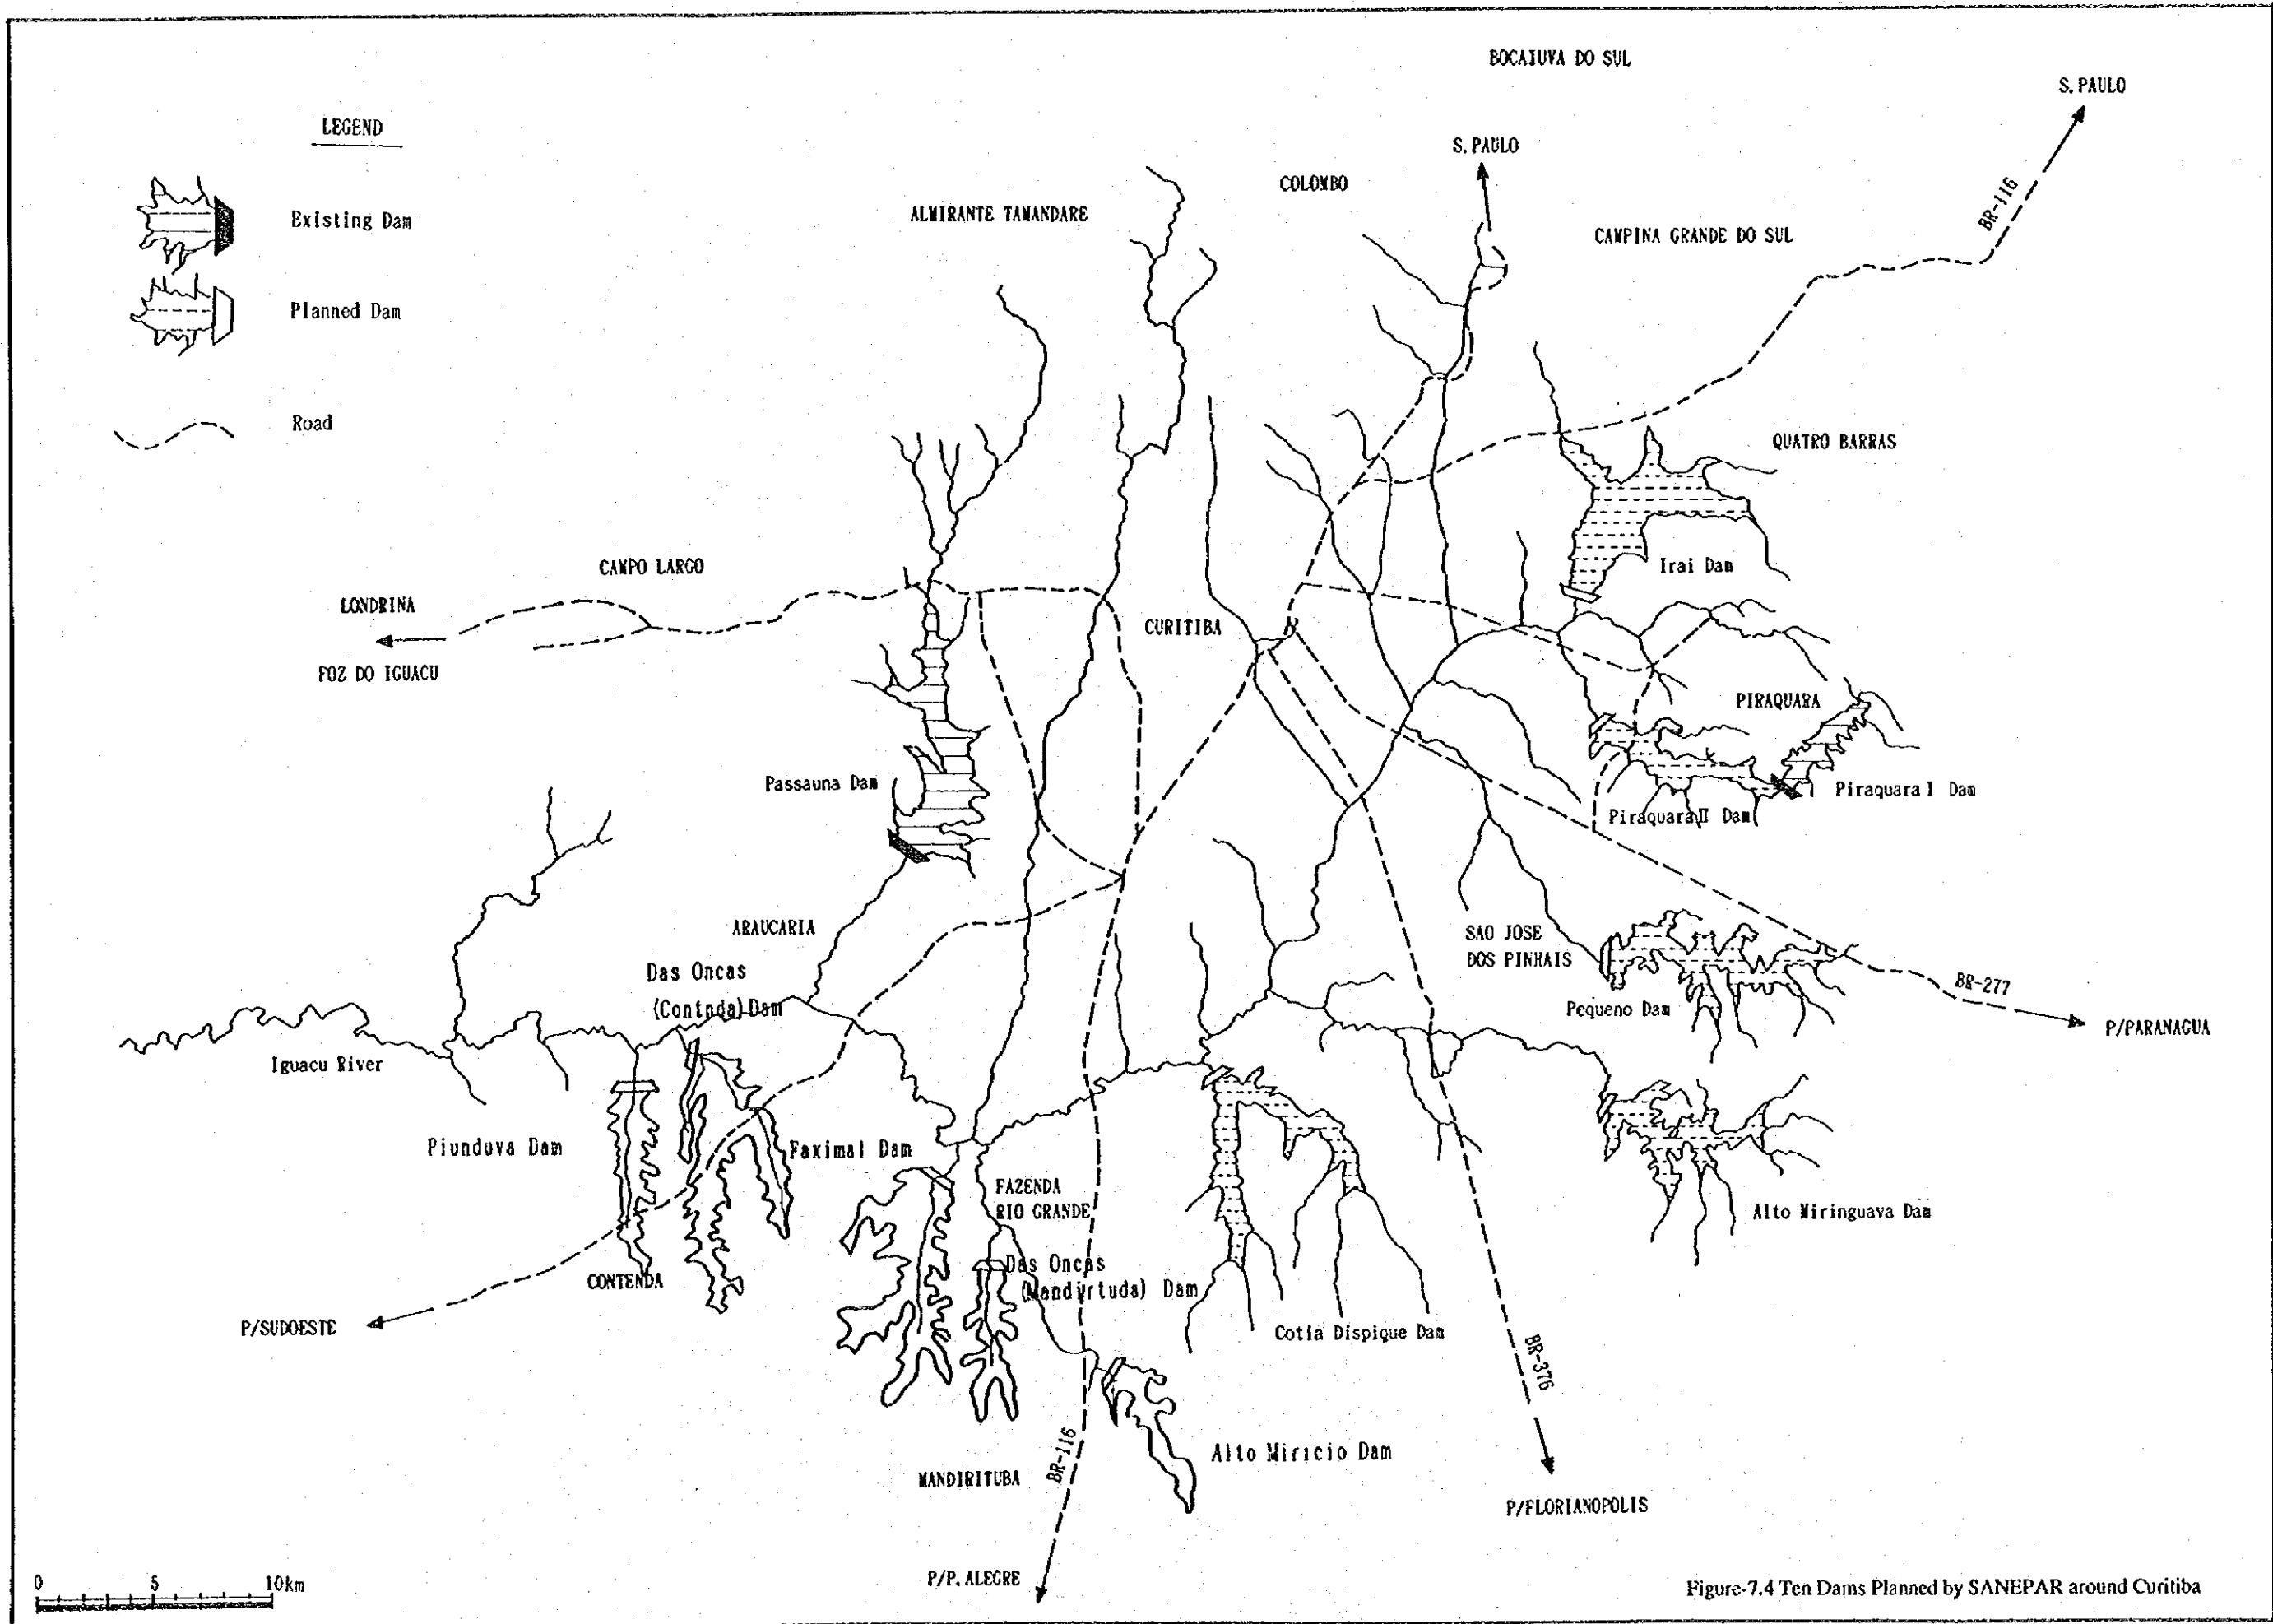 BOCAIUVA DO SUL
S. PAULO
LEGEND
S. PAULO
COLOMBO
BR-116
ALMIRANTE TAMANDARE
Existing Dam
CAMPINA GRANDE DO SUL
Planned Dam
Road
QUATRO BARRAS
CAMPO LARGO
Irai Dam
LONDRINA
CURITIBA
FOZ DO IGUACU
PIRAQUARA
Passauna Dam
Piraquara I Dam
Piraquara II Dam
ARAUCARIA
SAO JOSE
DOS PINHAIS
Das Oncas
(Contnda) Dam
BR-277
Pequeno Dam
P/PARANAGUA
Iguacu River
Piunduva Dam
Faximal Dam
FAZENDA
RIO GRANDE
Alto Miringuava Dam
Das Oncas
(Mandirtuda) Dam
CONTENDA
P/SUDOESTE
Cotia Dispique Dam
BR-376
BR-116
Alto Miricio Dam
MANDIRITUBA
P/FLORIANOPOLIS
P/P. ALEGRE
0 5 10km
Figure-7.4 Ten Dams Planned by SANEPAR around Curitiba